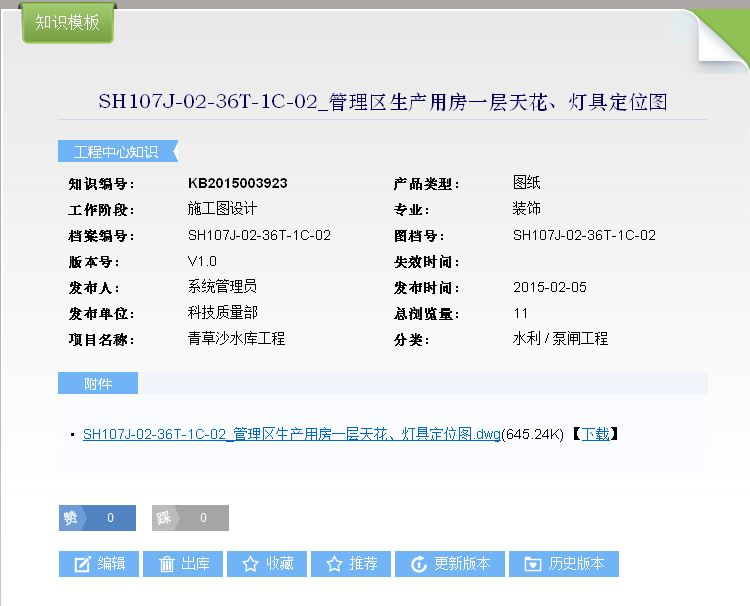 知识模板
SH107J-02-36T-1C-02_管理区生产用房一层天花、灯具定位图
工程中心知识
知识编号： KB2015003923 产品类型： 图纸
工作阶段： 施工图设计 专业： 装饰
档案编号： SH107J-02-36T-1C-02 图档号： SH107J-02-36T-1C-02
版本号： V1.0 失效时间：
发布人： 系统管理员 发布时间： 2015-02-05
发布单位： 科技质量部 总浏览量： 11
项目名称： 青草沙水库工程 分类： 水利 / 泵闸工程
附件
• SH107J-02-36T-1C-02_管理区生产用房一层天花、灯具定位图.dwg(645.24K) 【下载】
赞 0 踩 0
编辑 出库 收藏 推荐 更新版本 历史版本